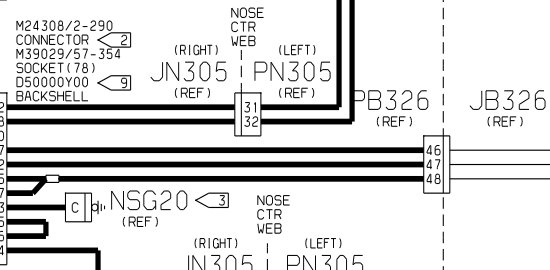 M24308/2-290
CONNECTOR 2
M39029/57-354
SOCKET(78)
D50000Y00 9
BACKSHELL
NOSE
CTR
WEB
(RIGHT) (LEFT)
JN305 PN305
(REF) (REF)
31
32
PB326 JB326
(REF) (REF)
46
47
48
C NSG20 3
(REF)
NOSE
CTR
WEB
(RIGHT) (LEFT)
JN305 PN305